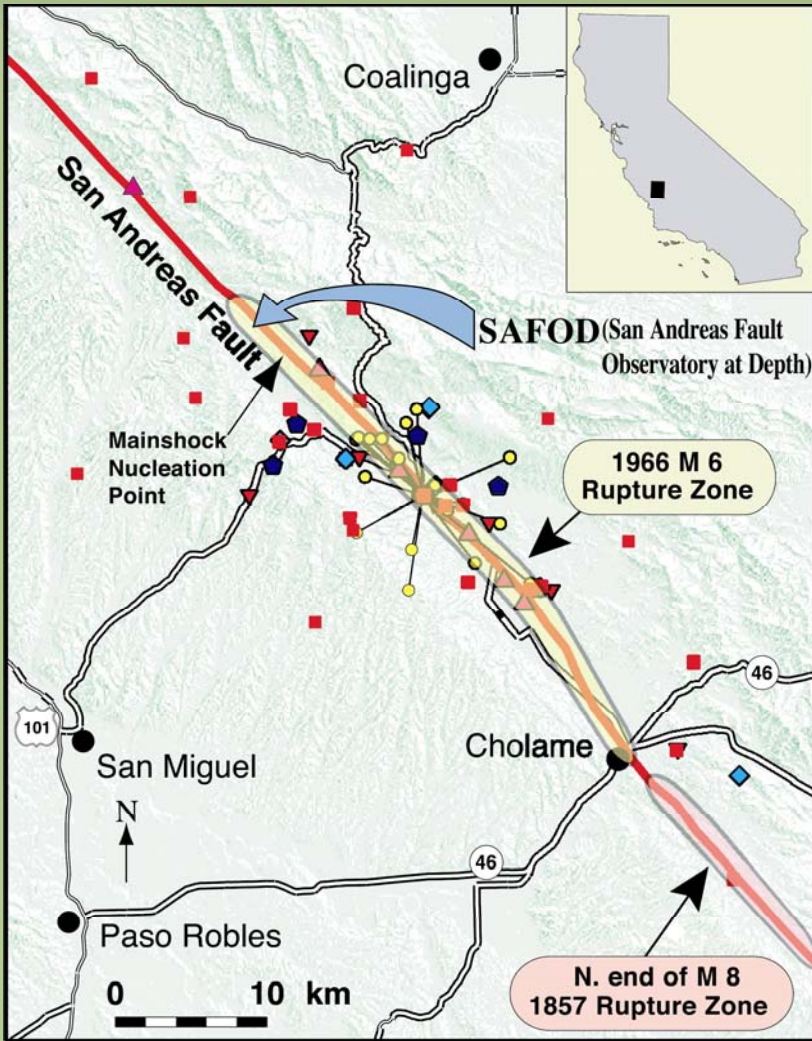 Coalinga
San Andreas Fault
SAFOD (San Andreas Fault
Observatory at Depth)
Mainshock
Nucleation
Point
1966 M 6
Rupture Zone
46
101
San Miguel
Cholame
N
46
Paso Robles
0 10 km
N. end of M 8
1857 Rupture Zone